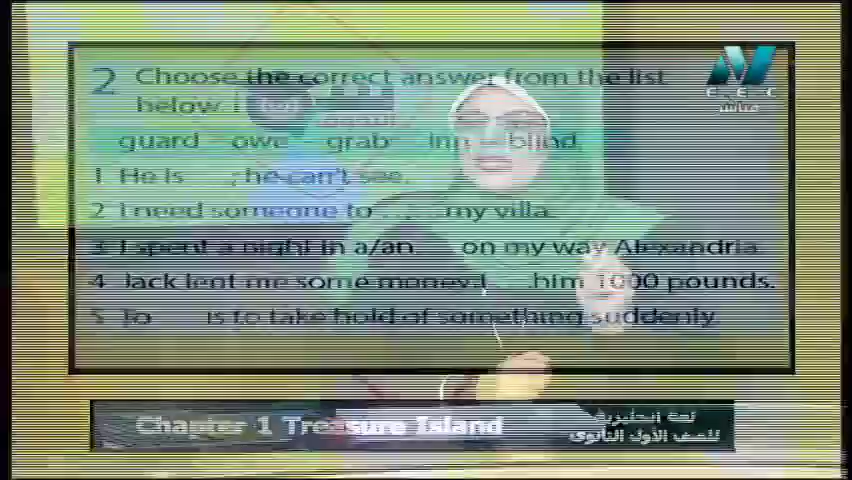 2 Choose the correct answer from the list
below.
guard – owe – grab – inn – blind.
1 He is ... ; he can't see.
2 I need someone to ..... my villa.
3 I spent a night in a/an.... on my way Alexandria.
4 Jack lent me some money.I ... him 1000 pounds.
5 To ... is to take hold of something suddenly.
E E C
مباشر
Chapter 1 Treasure Island
لغة إنجليزية
للصف الأول الثانوى